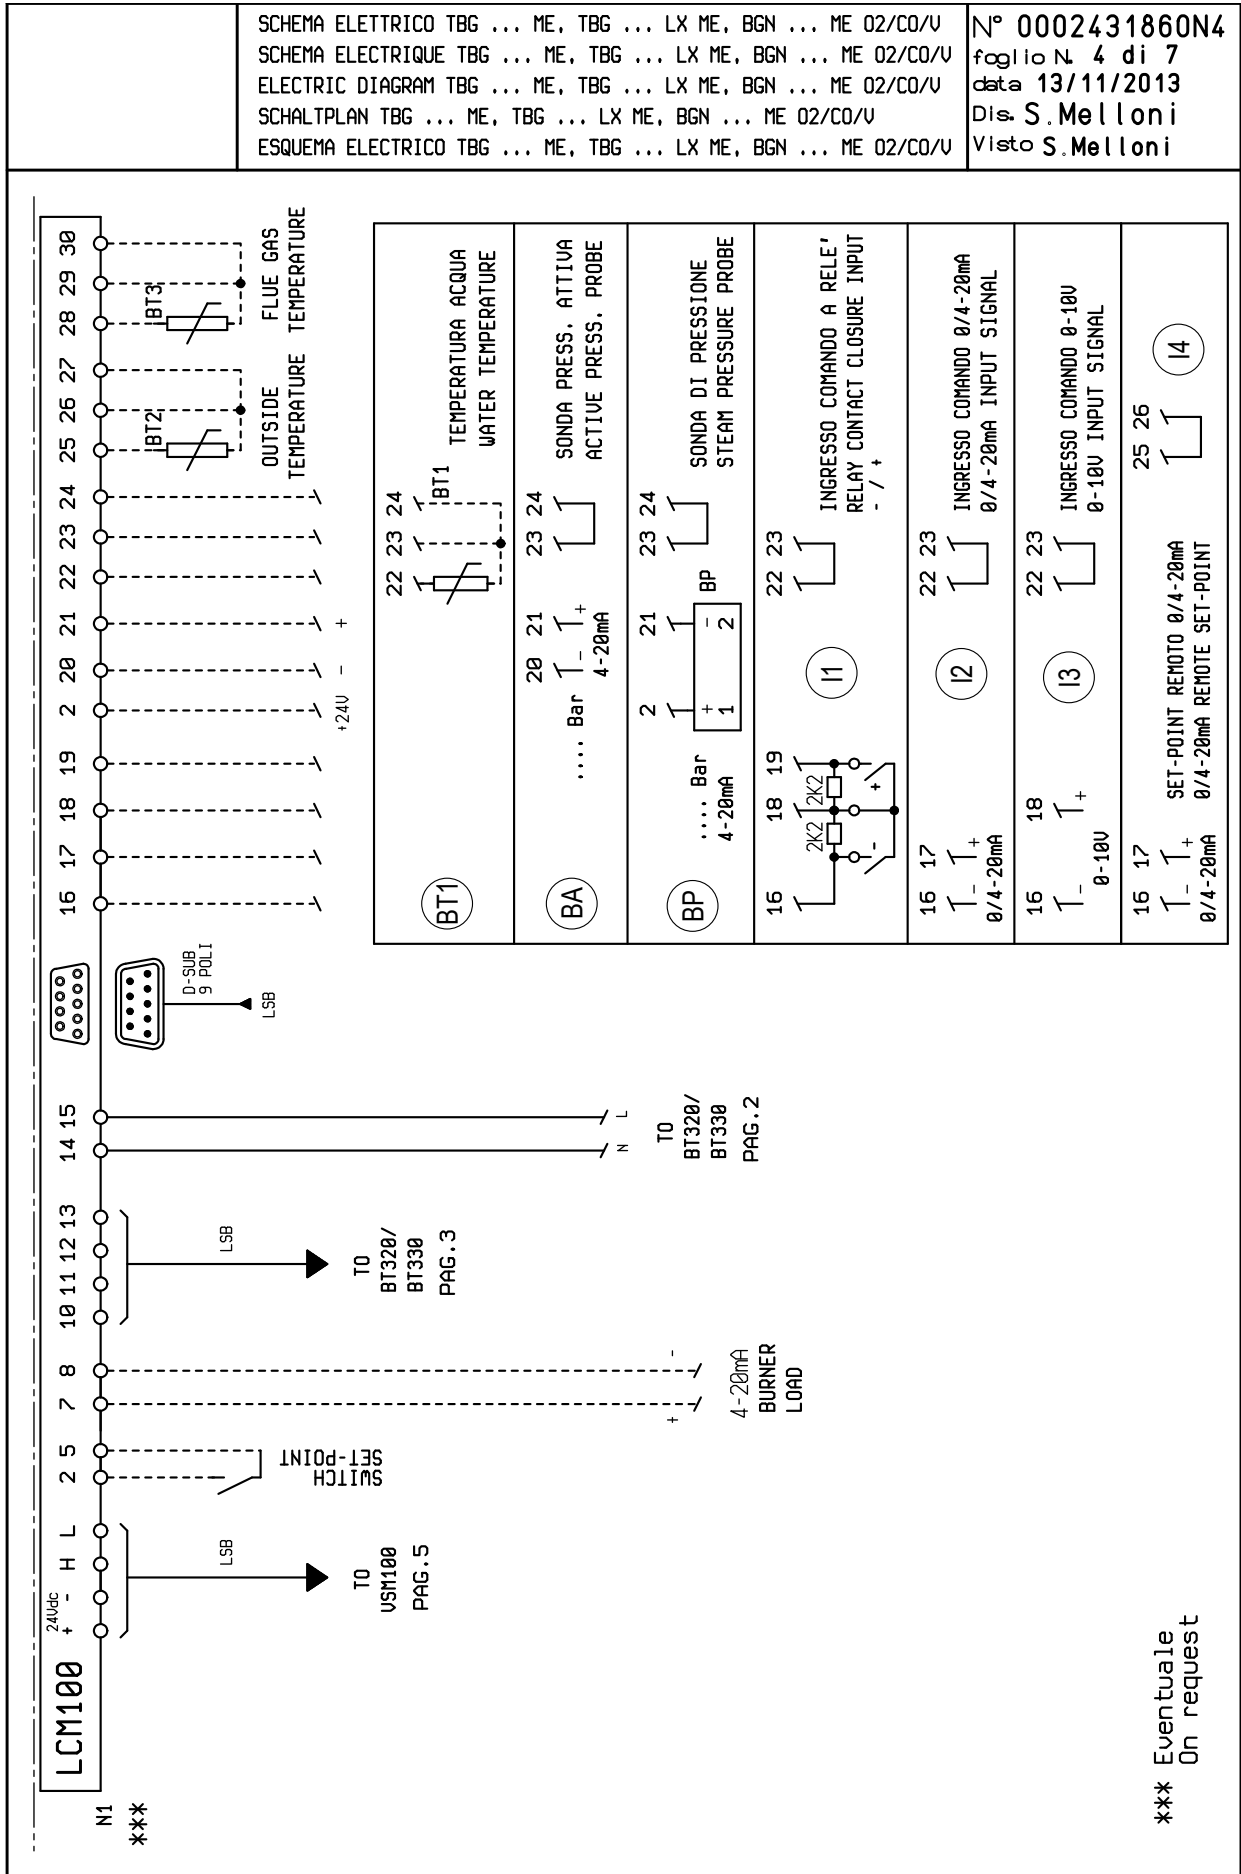 SCHEMA ELETTRICO TBG ... ME, TBG ... LX ME, BGN ... ME O2/CO/V
SCHEMA ELECTRIQUE TBG ... ME, TBG ... LX ME, BGN ... ME O2/CO/V
ELECTRIC DIAGRAM TBG ... ME, TBG ... LX ME, BGN ... ME O2/CO/V
SCHALTPLAN TBG ... ME, TBG ... LX ME, BGN ... ME O2/CO/V
ESQUEMA ELECTRICO TBG ... ME, TBG ... LX ME, BGN ... ME O2/CO/V
N° 0002431860N4
foglio N. 4 di 7
data 13/11/2013
Dis. S.Melloni
Visto S.Melloni
N1
***
LCM100
24Vdc
+ - H L 2 5 7 8 10 11 12 13 14 15 16 17 18 19 2 20 21 22 23 24 25 26 27 28 29 30
LSB
TO
VSM100
PAG.5
SWITCH
SET-POINT
+ -
4-20mA
BURNER
LOAD
LSB
TO
BT320/
BT330
PAG.3
N L
TO
BT320/
BT330
PAG.2
D-SUB
9 POLI
LSB
+24V - +
BT2
OUTSIDE
TEMPERATURE
BT3
FLUE GAS
TEMPERATURE
BT1
22 23 24
BT1
TEMPERATURA ACQUA
WATER TEMPERATURE
BA
.... Bar
20 21 23 24
- +
4-20mA
SONDA PRESS. ATTIVA
ACTIVE PRESS. PROBE
BP
.... Bar
4-20mA
2 21 23 24
+ -
1 2
BP
SONDA DI PRESSIONE
STEAM PRESSURE PROBE
I1
16 18 19 22 23
2K2 2K2
- +
INGRESSO COMANDO A RELE'
RELAY CONTACT CLOSURE INPUT
- / +
I2
16 17 22 23
- +
0/4-20mA
INGRESSO COMANDO 0/4-20mA
0/4-20mA INPUT SIGNAL
I3
16 18 22 23
- +
0-10V
INGRESSO COMANDO 0-10V
0-10V INPUT SIGNAL
I4
16 17 25 26
- +
0/4-20mA
SET-POINT REMOTO 0/4-20mA
0/4-20mA REMOTE SET-POINT
*** Eventuale
On request